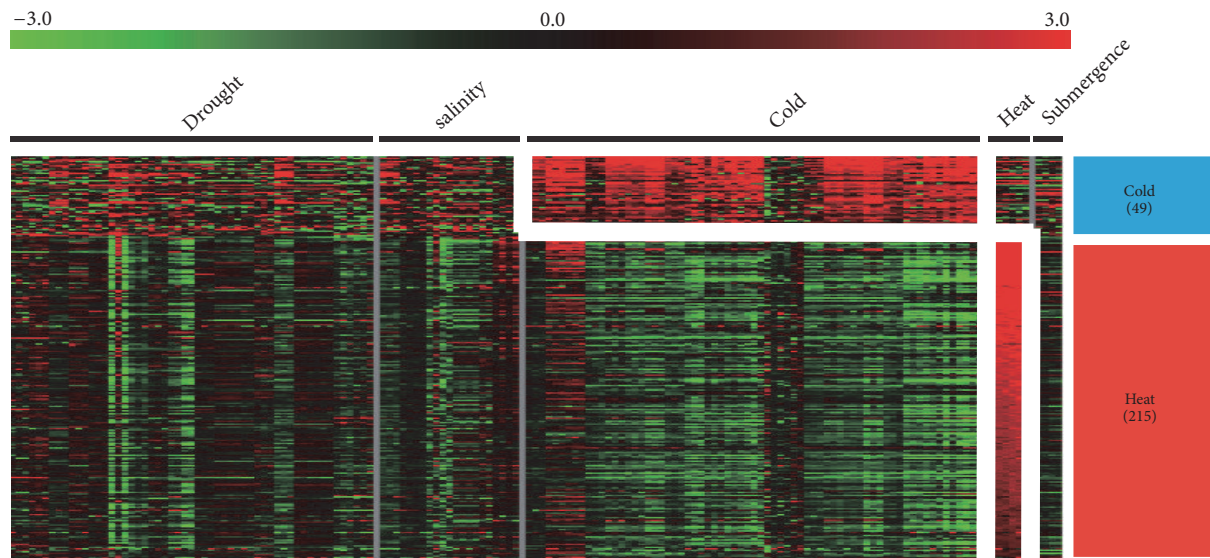 −3.0 0.0 3.0
Drought
salinity
Cold
Heat
Submergence
Cold
(49)
Heat
(215)